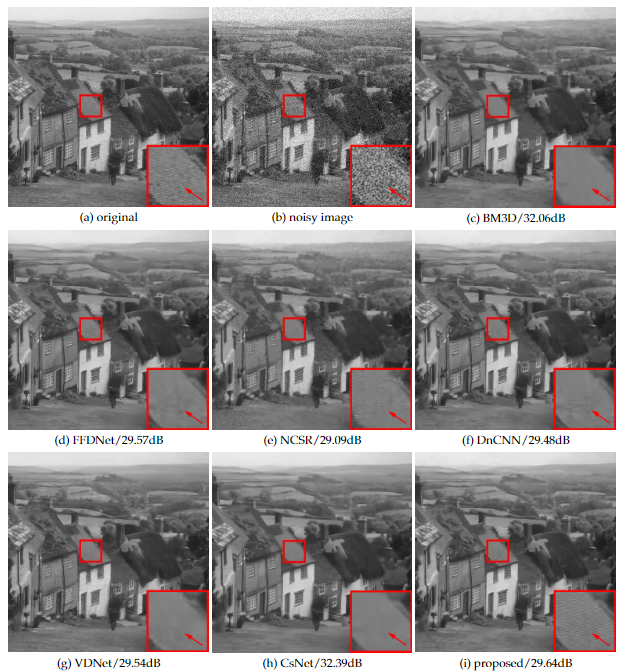 (a) original
(b) noisy image
(c) BM3D/32.06dB
(d) FFDNet/29.57dB
(e) NCSR/29.09dB
(f) DnCNN/29.48dB
(g) VDNet/29.54dB
(h) CsNet/32.39dB
(i) proposed/29.64dB